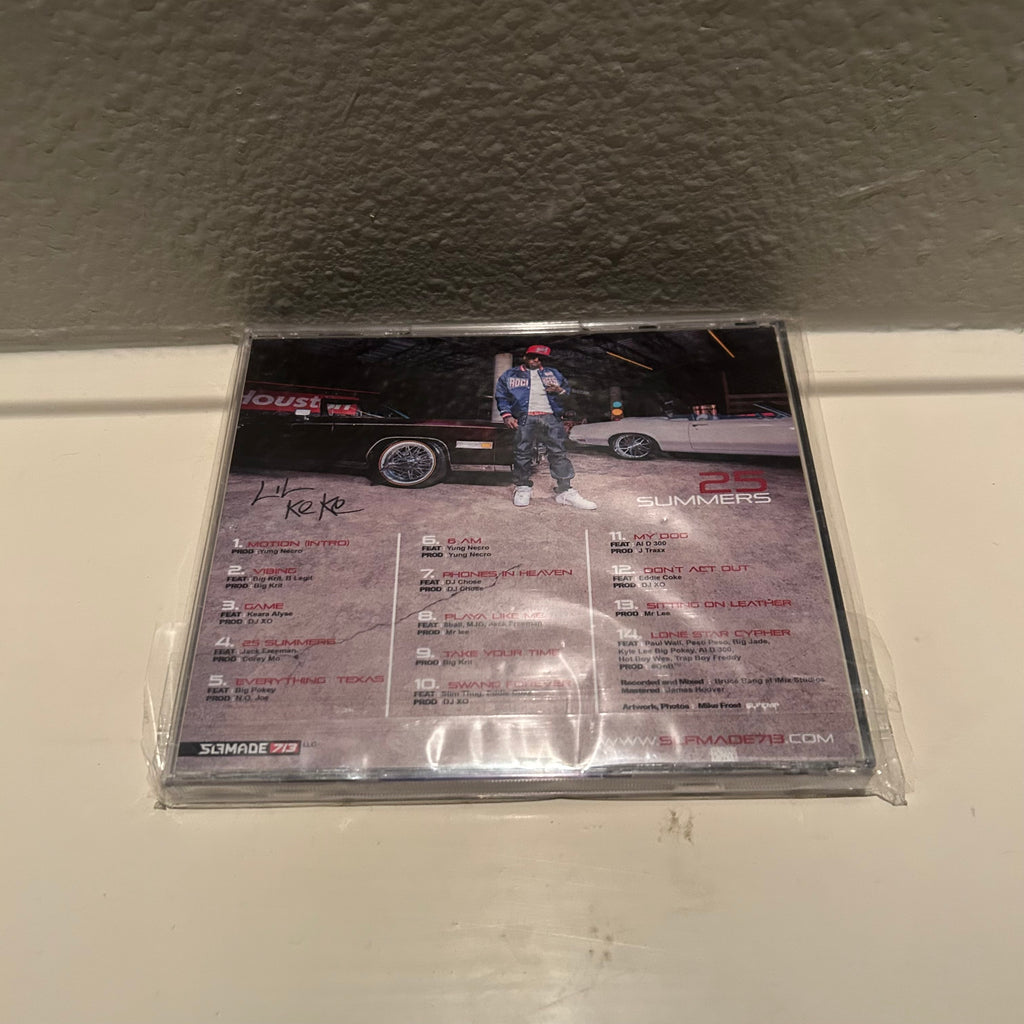 Houston
ROC
LIL
KeKe
25
SUMMERS
1. MOTION (INTRO)
PROD Yung Necro
2. VIBING
FEAT Big Krit, B Legit
PROD Big Krit
3. GAME
FEAT Keara Alyse
PROD DJ XO
4. 25 SUMMERS
FEAT Jack Freeman
PROD Corey Mo
5. EVERYTHING TEXAS
FEAT Big Pokey
PROD N.O. Joe
6. 6 AM
FEAT Yung Necro
PROD Yung Necro
7. PHONES IN HEAVEN
FEAT DJ Chose
PROD DJ Chose
8. PLAYA LIKE ME
FEAT 8ball, MJG, Jack Freeman
PROD Mr lee
9. TAKE YOUR TIME
PROD Big Krit
10. SWANG FOREVER
FEAT Slim Thug,
PROD DJ XO
11. MY DOG
FEAT Al D 300
PROD J Traxx
12. DON'T ACT OUT
FEAT Eddie Coke
PROD DJ XO
13. SITTING ON LEATHER
PROD Mr Lee
14. LONE STAR CYPHER
FEAT Paul Wall, Peso Peso, Big Jade,
Kyle Lee Big Pokey, Al D 300,
Hot Boy Wes, Trap Boy Freddy
PROD
Recorded and Mixed Bruce Bang at iMix Studios
Mastered James Hoover
Artwork, Photos Mike Frost
SLFMADE 713 LLC
WWW.SLFMADE713.COM